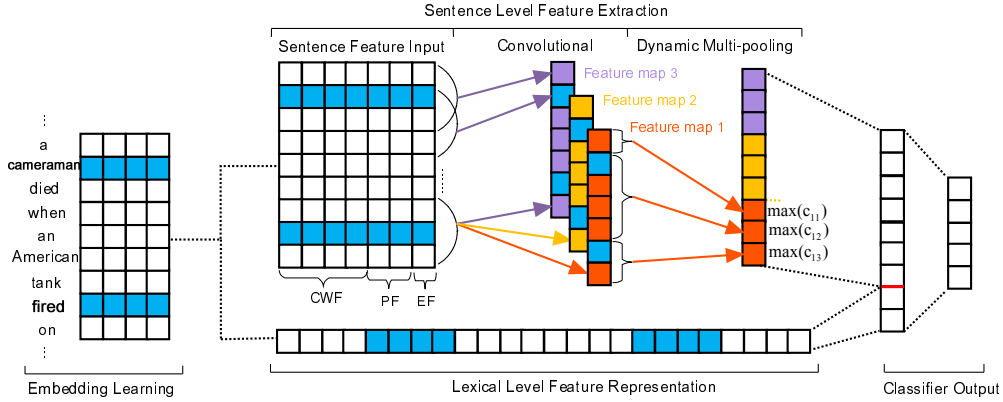 Sentence Level Feature Extraction
Sentence Feature Input
Convolutional
Dynamic Multi-pooling
Feature map 3
Feature map 2
Feature map 1
...
a
cameraman
died
when
an
American
tank
fired
on
...
max(c₁₁)
max(c₁₂)
max(c₁₃)
CWF
PF
EF
Embedding Learning
Lexical Level Feature Representation
Classifier Output